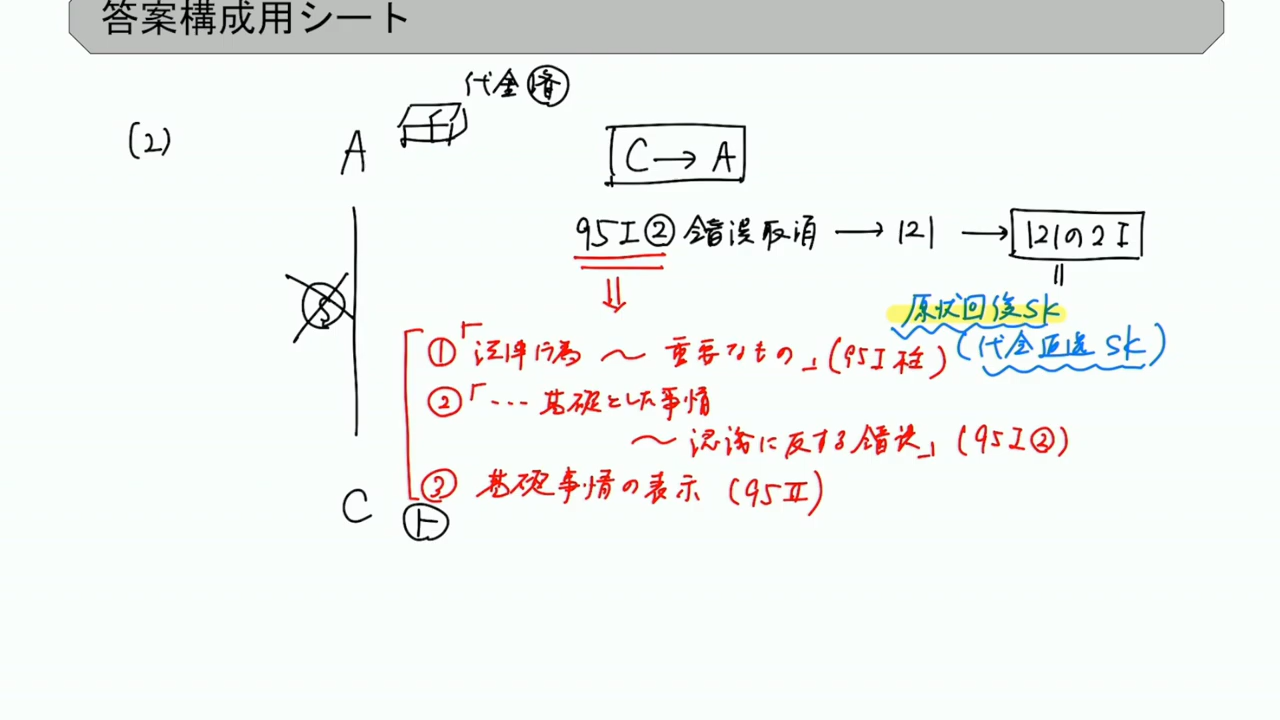 答案構成用シート
代金済
(2)
A
C→A
95Ⅰ② 錯誤取消 → 121 → 121の2Ⅰ
原状回復SK
(代金返還SK)
①「法律行為 〜 重要なもの」(95Ⅰ柱)
②「… 基礎とした事情
〜 認識に反する錯誤」(95Ⅰ②)
③ 基礎事情の表示 (95Ⅱ)
S
C
ト